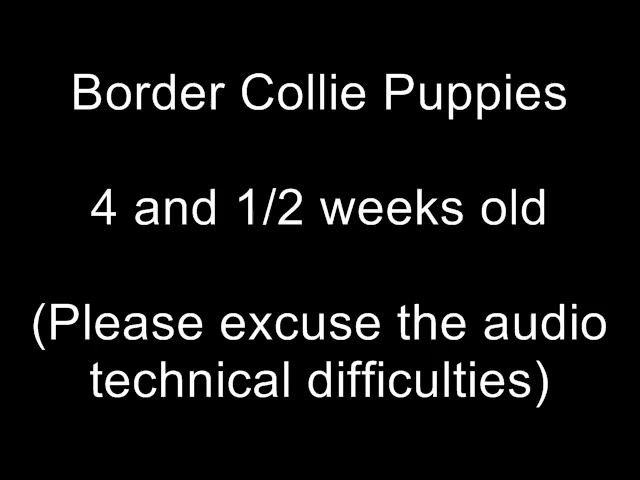 Border Collie Puppies
4 and 1/2 weeks old
(Please excuse the audio
technical difficulties)